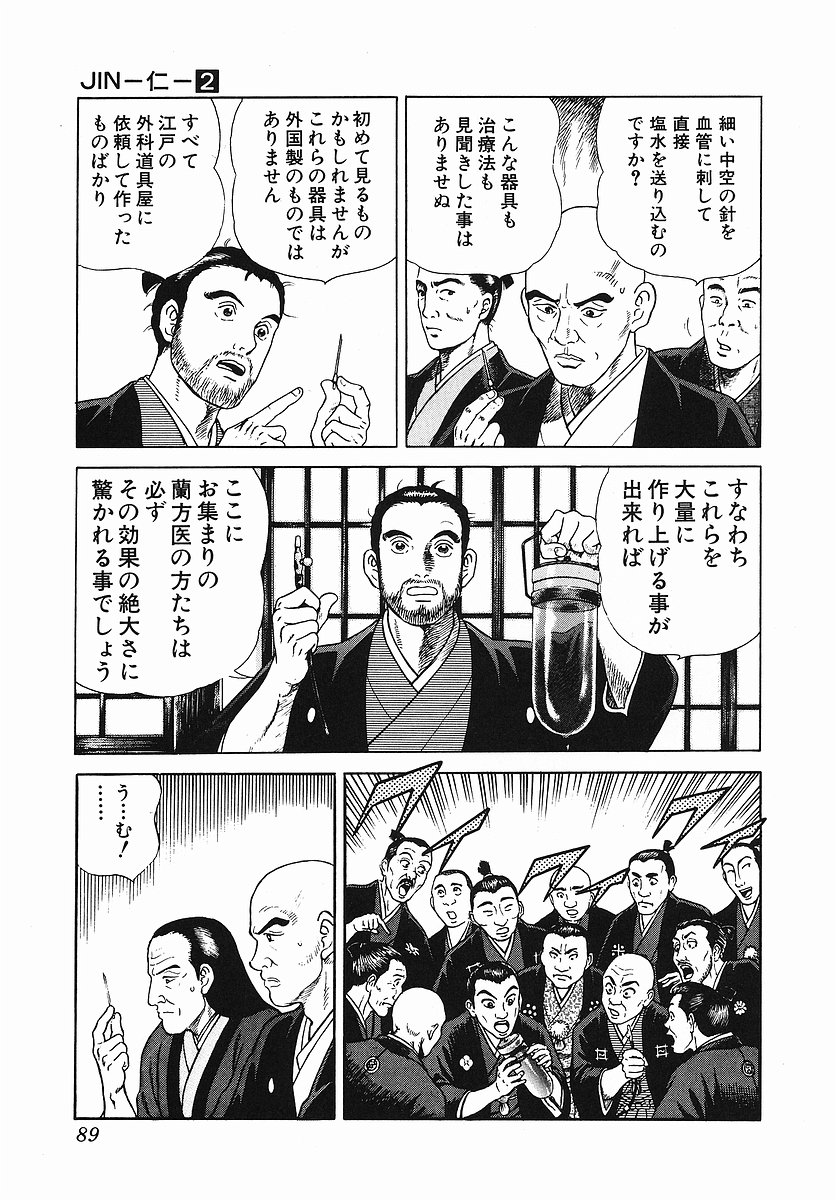 JIN－仁－2
細い中空の針を
血管に刺して
直接
塩水を送り込むの
ですか？
こんな器具も
治療法も
見聞きした事は
ありませぬ
初めて見るもの
かもしれませんが
これらの器具は
外国製のものでは
ありません
すべて
江戸の
外科道具屋に
依頼して作った
ものばかり
すなわち
これらを
大量に
作り上げる事が
出来れば
ここに
お集まりの
蘭方医の方たちは
必ず
その効果の絶大さに
驚かれる事でしょう
ワイワイ
う…む！
……
89